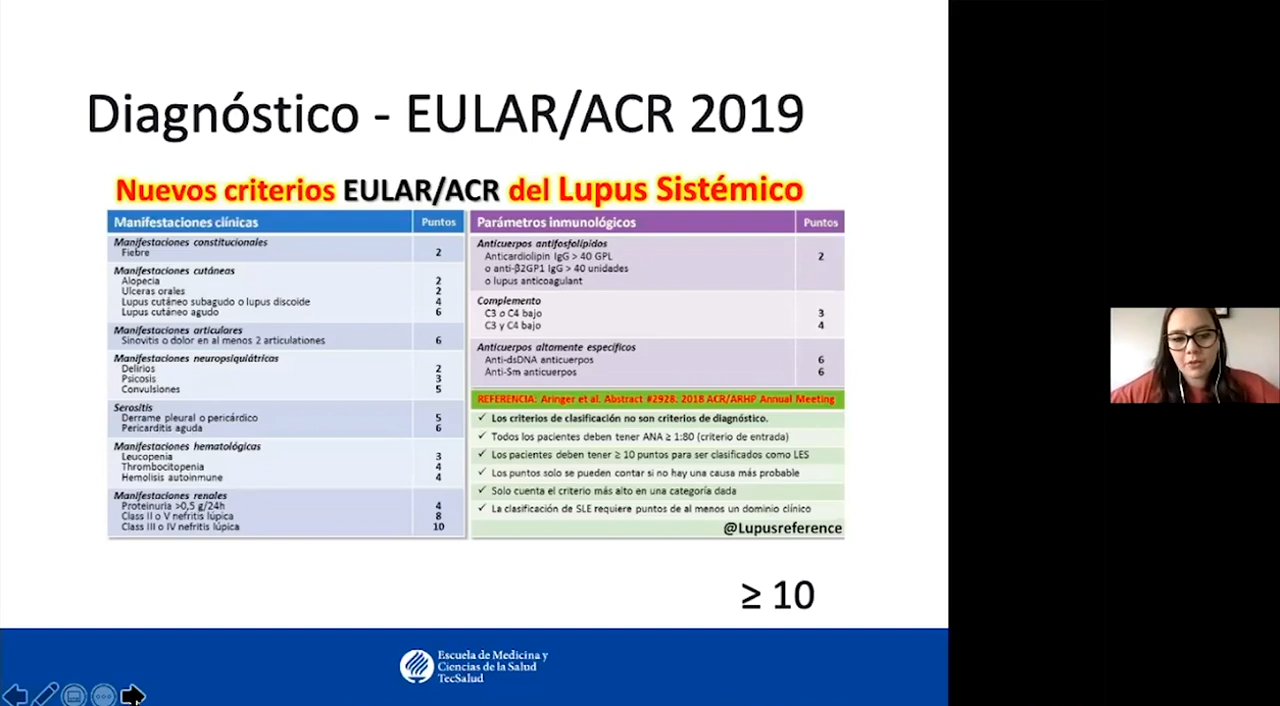 Diagnóstico - EULAR/ACR 2019
Nuevos criterios EULAR/ACR del Lupus Sistémico
Manifestaciones clínicas Puntos
Manifestaciones constitucionales
Fiebre 2
Manifestaciones cutáneas
Alopecia 2
Ulceras orales 2
Lupus cutáneo subagudo o lupus discoide 4
Lupus cutáneo agudo 6
Manifestaciones articulares
Sinovitis o dolor en al menos 2 articulationes 6
Manifestaciones neuropsiquiátricas
Delirios 2
Psicosis 3
Convulsiones 5
Serositis
Derrame pleural o pericárdico 5
Pericarditis aguda 6
Manifestaciones hematológicas
Leucopenia 3
Thrombocitopenia 4
Hemolisis autoinmune 4
Manifestaciones renales
Proteinuria >0,5 g/24h 4
Class II o V nefritis lúpica 8
Class III o IV nefritis lúpica 10
Parámetros inmunológicos Puntos
Anticuerpos antifosfolípidos
Anticardiolipin IgG > 40 GPL 2
o anti-β2GP1 IgG > 40 unidades
o lupus anticoagulant
Complemento
C3 o C4 bajo 3
C3 y C4 bajo 4
Anticuerpos altamente específicos
Anti-dsDNA anticuerpos 6
Anti-Sm anticuerpos 6
REFERENCIA: Aringer et al. Abstract #2928. 2018 ACR/ARHP Annual Meeting
✓ Los criterios de clasificación no son criterios de diagnóstico.
✓ Todos los pacientes deben tener ANA ≥ 1:80 (criterio de entrada)
✓ Los pacientes deben tener ≥ 10 puntos para ser clasificados como LES
✓ Los puntos solo se pueden contar si no hay una causa más probable
✓ Solo cuenta el criterio más alto en una categoría dada
✓ La clasificación de SLE requiere puntos de al menos un dominio clínico
@Lupusreference
≥ 10
Escuela de Medicina y
Ciencias de la Salud
TecSalud